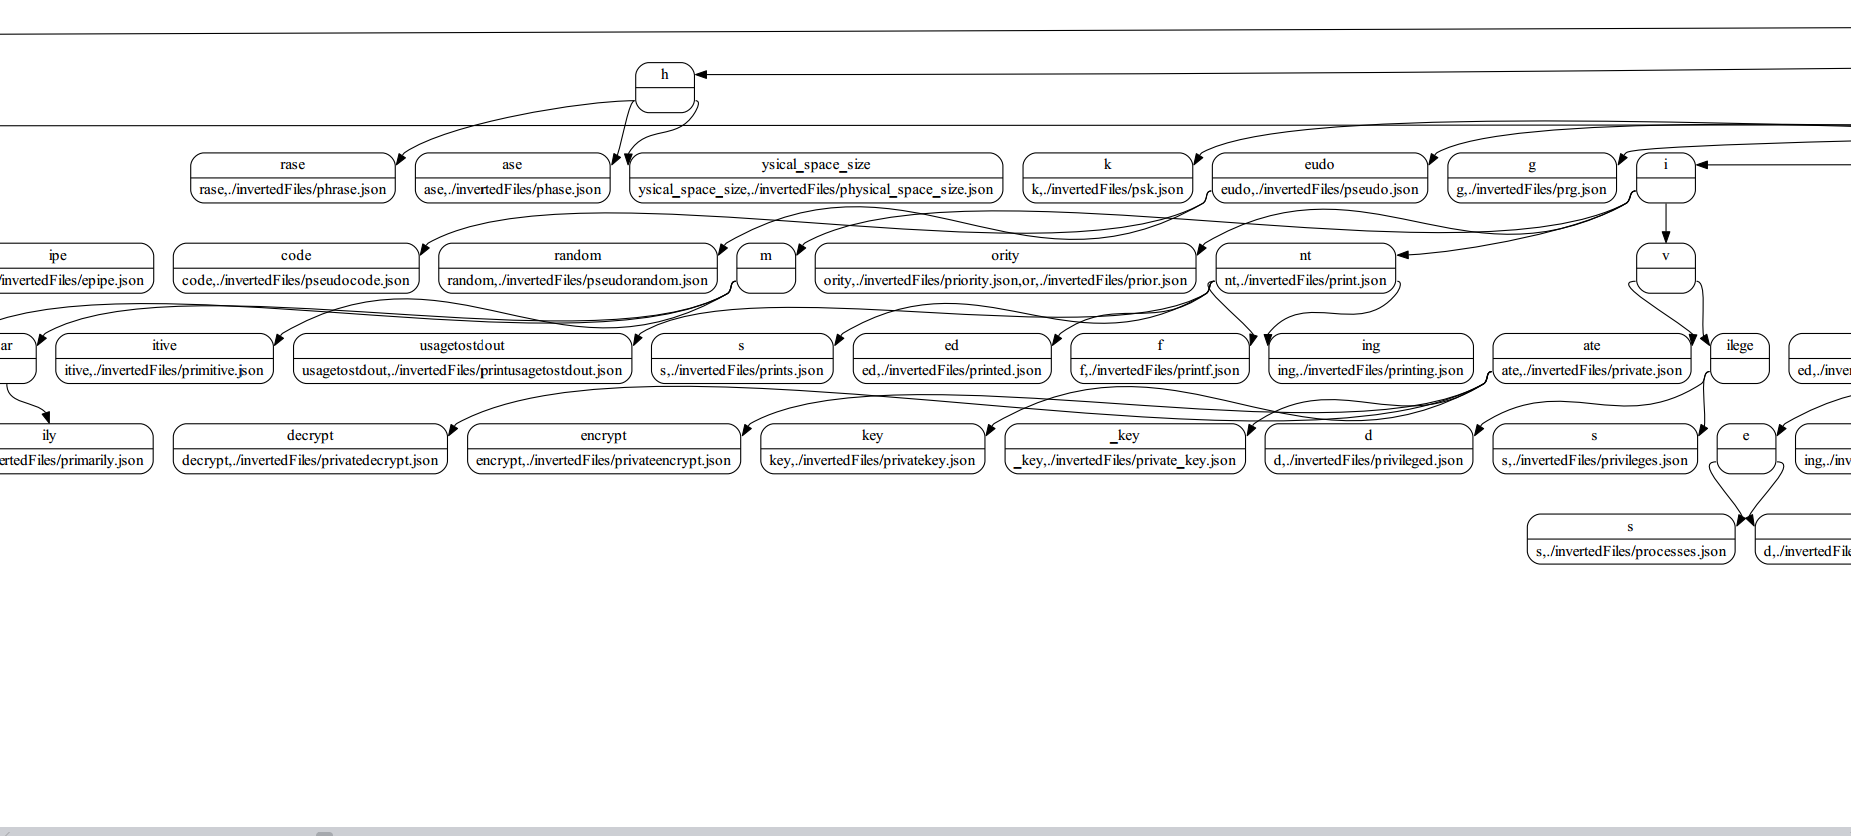 h
rase
rase,./invertedFiles/phrase.json
ase
ase,./invertedFiles/phase.json
ysical_space_size
ysical_space_size,./invertedFiles/physical_space_size.json
k
k,./invertedFiles/psk.json
eudo
eudo,./invertedFiles/pseudo.json
g
g,./invertedFiles/prg.json
i
ipe
/invertedFiles/epipe.json
code
code,./invertedFiles/pseudocode.json
random
random,./invertedFiles/pseudorandom.json
m
ority
ority,./invertedFiles/priority.json,or,./invertedFiles/prior.json
nt
nt,./invertedFiles/print.json
v
ar
itive
itive,./invertedFiles/primitive.json
usagetostdout
usagetostdout,./invertedFiles/printusagetostdout.json
s
s,./invertedFiles/prints.json
ed
ed,./invertedFiles/printed.json
f
f,./invertedFiles/printf.json
ing
ing,./invertedFiles/printing.json
ate
ate,./invertedFiles/private.json
ilege
ed,./inver
ily
ertedFiles/primarily.json
decrypt
decrypt,./invertedFiles/privatedecrypt.json
encrypt
encrypt,./invertedFiles/privateencrypt.json
key
key,./invertedFiles/privatekey.json
_key
_key,./invertedFiles/private_key.json
d
d,./invertedFiles/privileged.json
s
s,./invertedFiles/privileges.json
e
ing,./inv
s
s,./invertedFiles/processes.json
d,./invertedFile